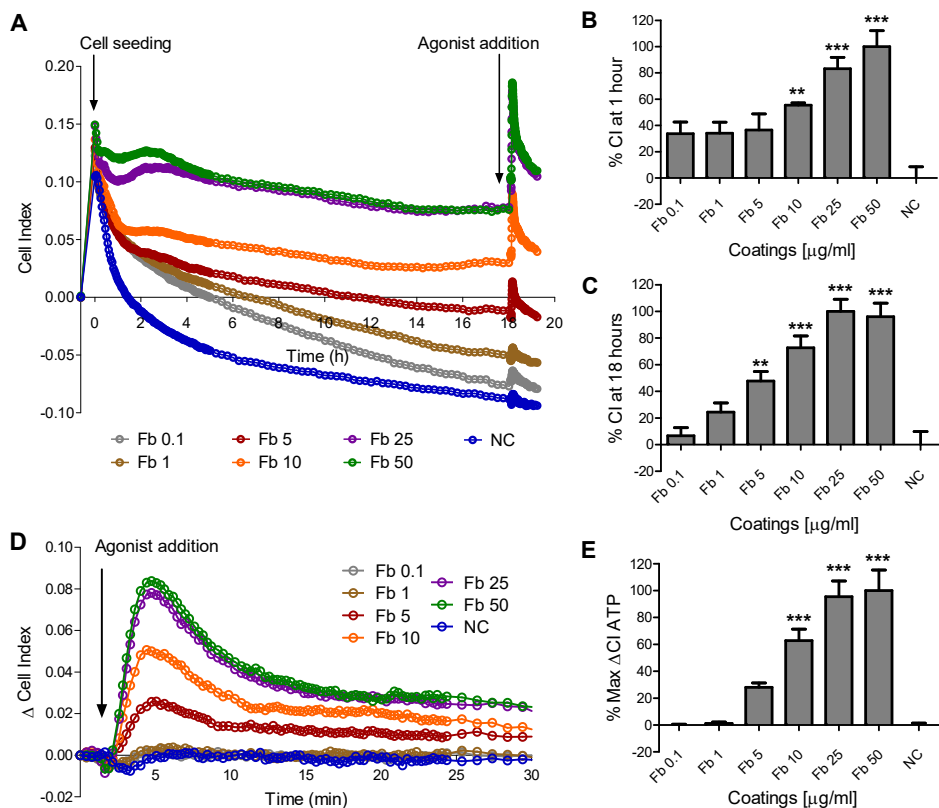 A
Cell seeding
Agonist addition
Cell Index
0.20
0.15
0.10
0.05
0.00
-0.05
-0.10
0 2 4 6 8 10 12 14 16 18 20
Time (h)
Fb 0.1 Fb 5 Fb 25 NC
Fb 1 Fb 10 Fb 50
B
% CI at 1 hour
120
100
80
60
40
20
0
-20
** *** ***
Fb 0.1 Fb 1 Fb 5 Fb 10 Fb 25 Fb 50 NC
Coatings [µg/ml]
C
% CI at 18 hours
120
100
80
60
40
20
0
-20
** *** *** ***
Fb 0.1 Fb 1 Fb 5 Fb 10 Fb 25 Fb 50 NC
Coatings [µg/ml]
D
Agonist addition
Δ Cell Index
0.10
0.08
0.06
0.04
0.02
0.00
-0.02
Fb 0.1 Fb 25
Fb 1 Fb 50
Fb 5 NC
Fb 10
5 10 15 20 25 30
Time (min)
E
% Max ΔCI ATP
120
100
80
60
40
20
0
-20
*** *** ***
Fb 0.1 Fb 1 Fb 5 Fb 10 Fb 25 Fb 50 NC
Coatings [µg/ml]